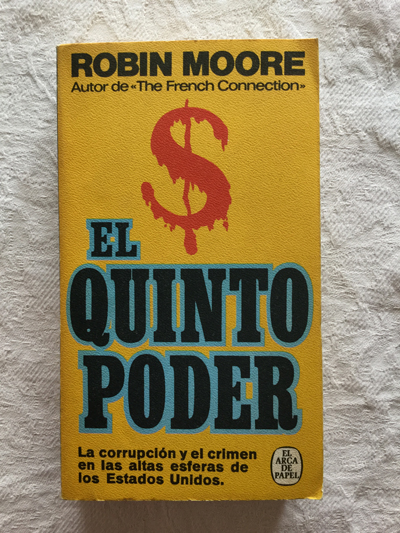 ROBIN MOORE
Autor de «The French Connection»
$
EL
QUINTO
PODER
La corrupción y el crimen
en las altas esferas de
los Estados Unidos.
EL
ARCA
DE
PAPEL